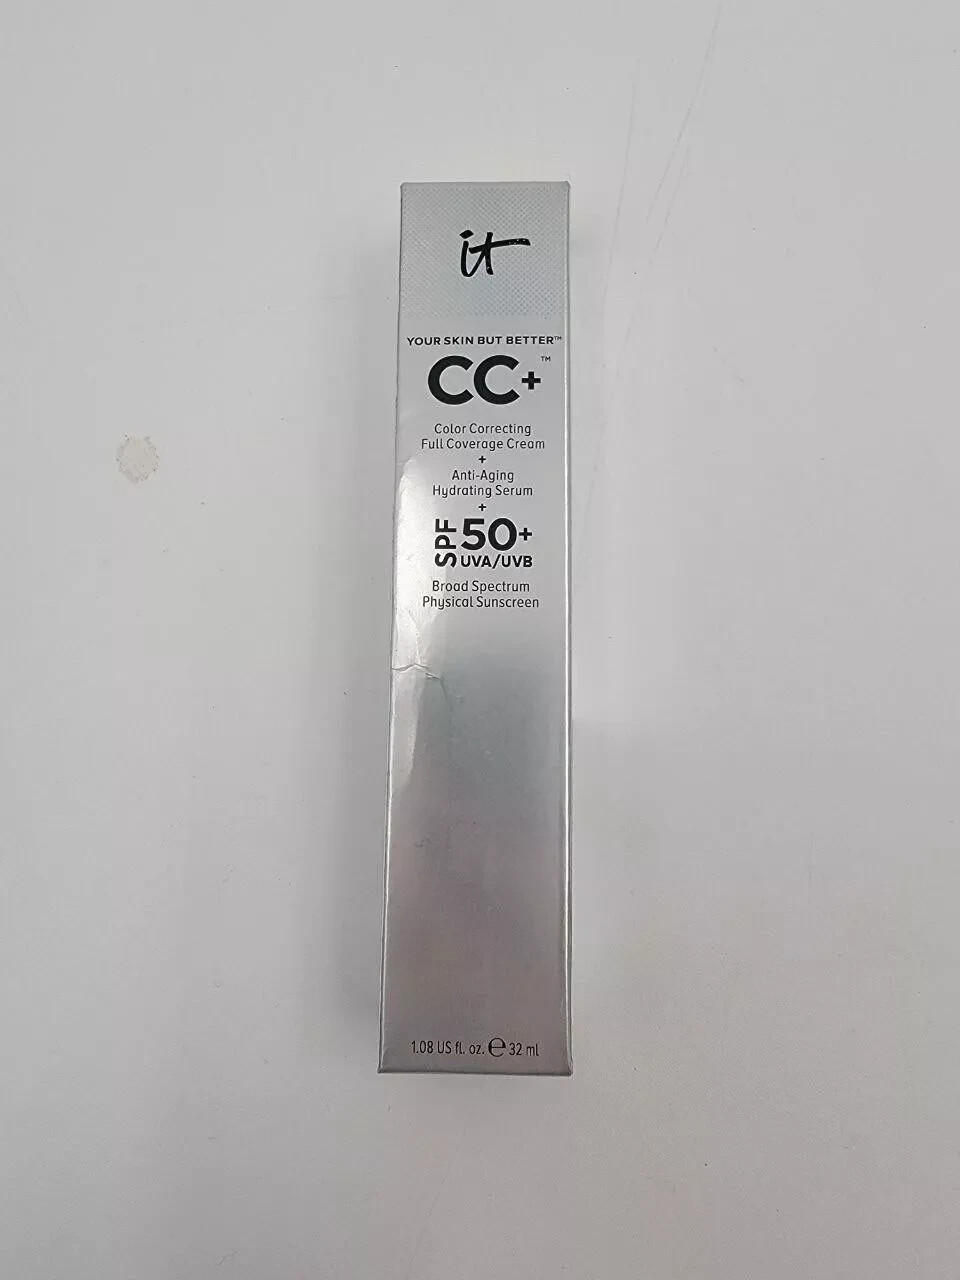 it
YOUR SKIN BUT BETTER™
CC+™
Color Correcting
Full Coverage Cream
+
Anti-Aging
Hydrating Serum
+
SPF 50+
UVA/UVB
Broad Spectrum
Physical Sunscreen
1.08 US fl. oz. ℮ 32 ml